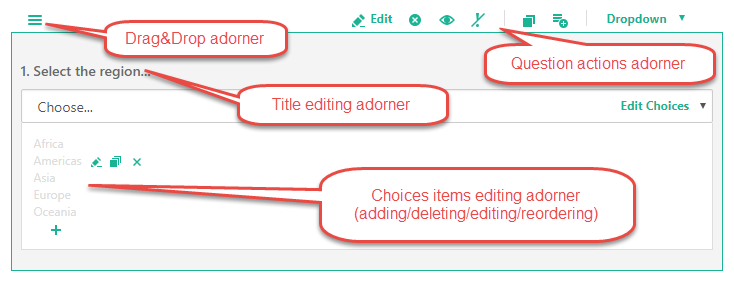 Drag&Drop adorner
Edit
Dropdown
Question actions adorner
1. Select the region...
Title editing adorner
Choose...
Edit Choices
Africa
Americas
Asia
Europe
Oceania
Choices items editing adorner
(adding/deleting/editing/reordering)